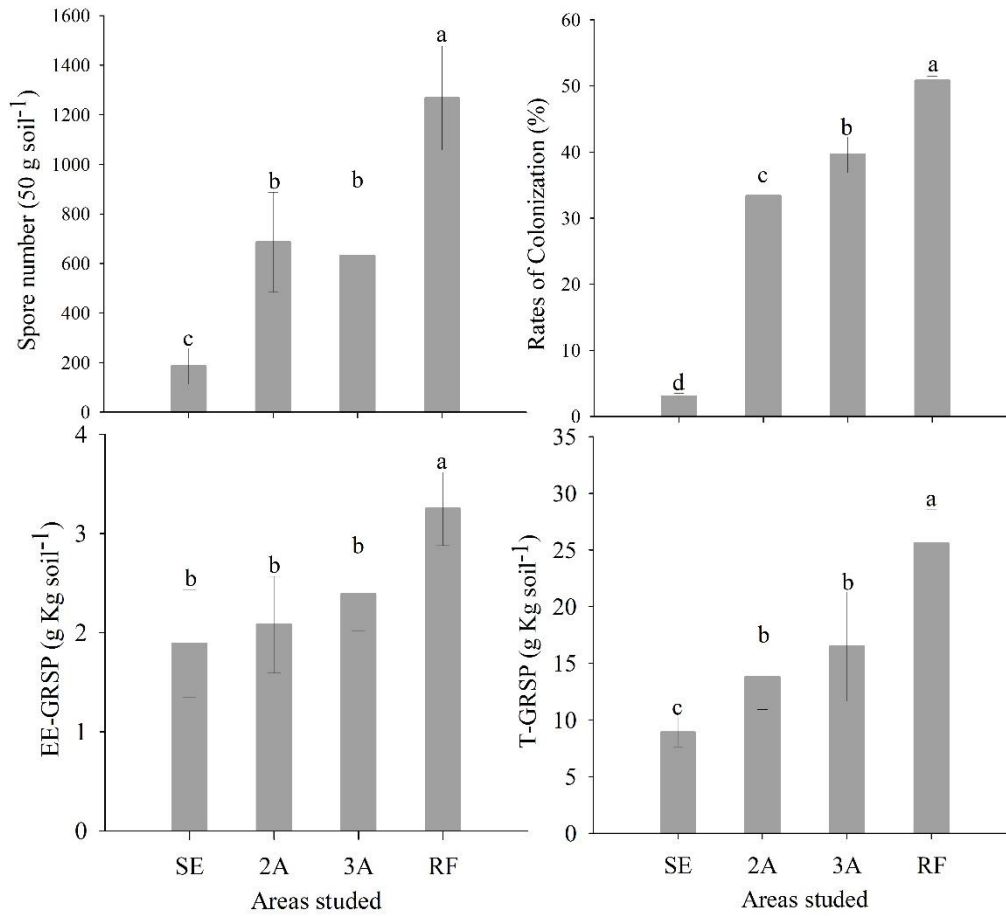 Spore number (50 g soil-1)
1600
1400
1200
1000
800
600
400
200
0
c
b
b
a
Rates of Colonization (%)
60
50
40
30
20
10
0
d
c
b
a
EE-GRSP (g Kg soil-1)
4
3
2
1
0
b
b
b
a
SE 2A 3A RF
Areas studed
T-GRSP (g Kg soil-1)
35
30
25
20
15
10
5
0
c
b
b
a
SE 2A 3A RF
Areas studed